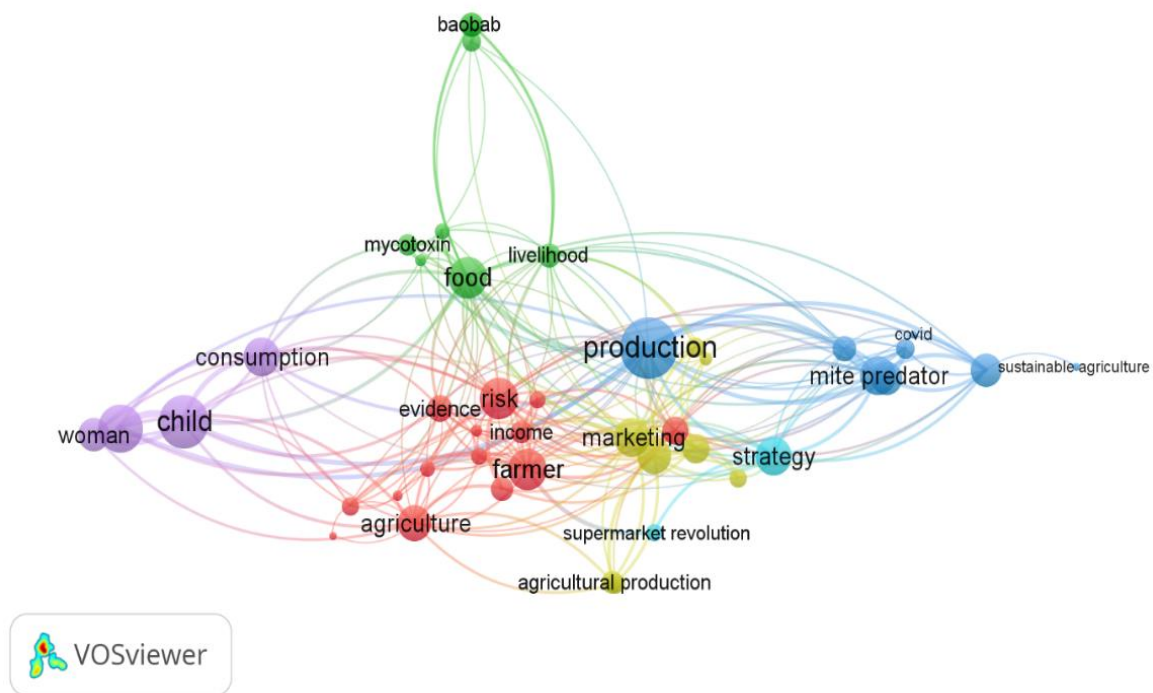 baobab
mycotoxin
livelihood
food
production
covid
consumption
mite predator
sustainable agriculture
risk
evidence
child
woman
income
marketing
farmer
strategy
agriculture
supermarket revolution
agricultural production
VOSviewer